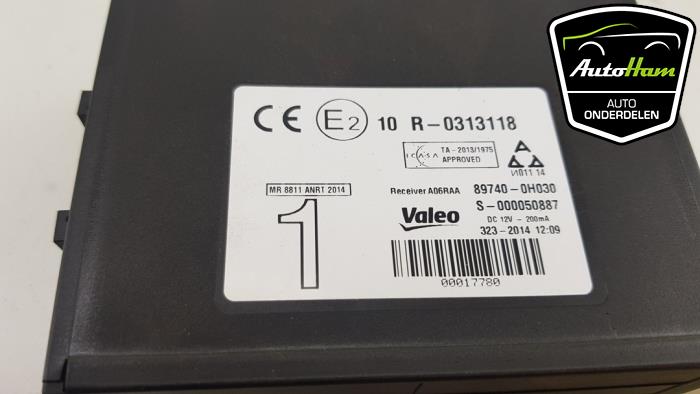 AutoHam
AUTO
ONDERDELEN
CE E2 10 R-0313118
ICASA TA-2013/1975
APPROVED
И011 14
MR 8811 ANRT 2014
Receiver A06RAA 89740-0H030
Valeo S-000050887
DC 12V - 200mA
323-2014 12:09
1
00017780